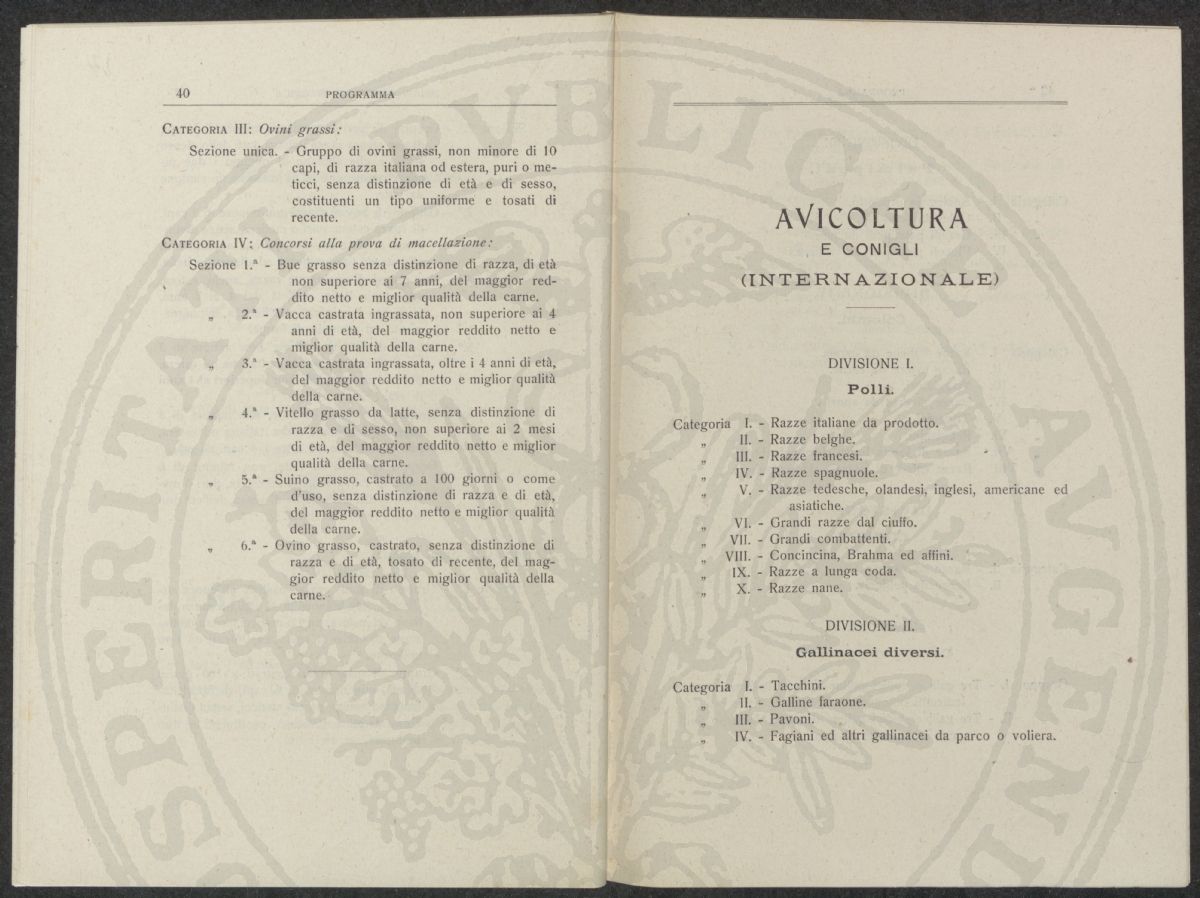 40
PROGRAMMA
CATEGORIA III: Ovini grassi:
Sezione unica. - Gruppo di ovini grassi, non minore di 10
capi, di razza italiana od estera, puri o me-
ticci, senza distinzione di età e di sesso,
costituenti un tipo uniforme e tosati di
recente.
CATEGORIA IV: Concorsi alla prova di macellazione:
Sezione 1.ª - Bue grasso senza distinzione di razza, di età
non superiore ai 7 anni, del maggior red-
dito netto e miglior qualità della carne.
„ 2.ª - Vacca castrata ingrassata, non superiore ai 4
anni di età, del maggior reddito netto e
miglior qualità della carne.
„ 3.ª - Vacca castrata ingrassata, oltre i 4 anni di età,
del maggior reddito netto e miglior qualità
della carne.
„ 4.ª - Vitello grasso da latte, senza distinzione di
razza e di sesso, non superiore ai 2 mesi
di età, del maggior reddito netto e miglior
qualità della carne.
„ 5.ª - Suino grasso, castrato a 100 giorni o come
d'uso, senza distinzione di razza e di età,
del maggior reddito netto e miglior qualità
della carne.
„ 6.ª - Ovino grasso, castrato, senza distinzione di
razza e di età, tosato di recente, del mag-
gior reddito netto e miglior qualità della
carne.
AVICOLTURA
E CONIGLI
(INTERNAZIONALE)
DIVISIONE I.
Polli.
Categoria I. - Razze italiane da prodotto.
„ II. - Razze belghe.
„ III. - Razze francesi.
„ IV. - Razze spagnuole.
„ V. - Razze tedesche, olandesi, inglesi, americane ed
asiatiche.
„ VI. - Grandi razze dal ciuffo.
„ VII. - Grandi combattenti.
„ VIII. - Concincina, Brahma ed affini.
„ IX. - Razze a lunga coda.
„ X. - Razze nane.
DIVISIONE II.
Gallinacei diversi.
Categoria I. - Tacchini.
„ II. - Galline faraone.
„ III. - Pavoni.
„ IV. - Fagiani ed altri gallinacei da parco o voliera.
SPERITATI PVBLICAE AVGEND